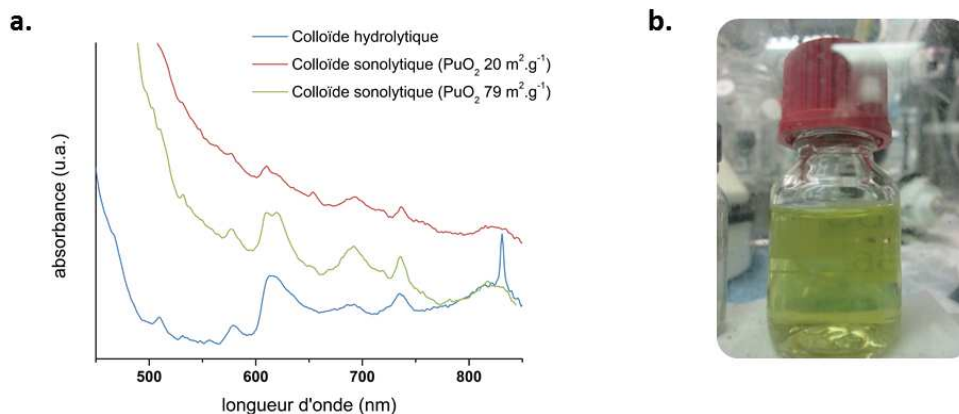 a.
b.
Colloïde hydrolytique
Colloïde sonolytique (PuO₂ 20 m².g⁻¹)
Colloïde sonolytique (PuO₂ 79 m².g⁻¹)
absorbance (u.a.)
500 600 700 800
longueur d'onde (nm)